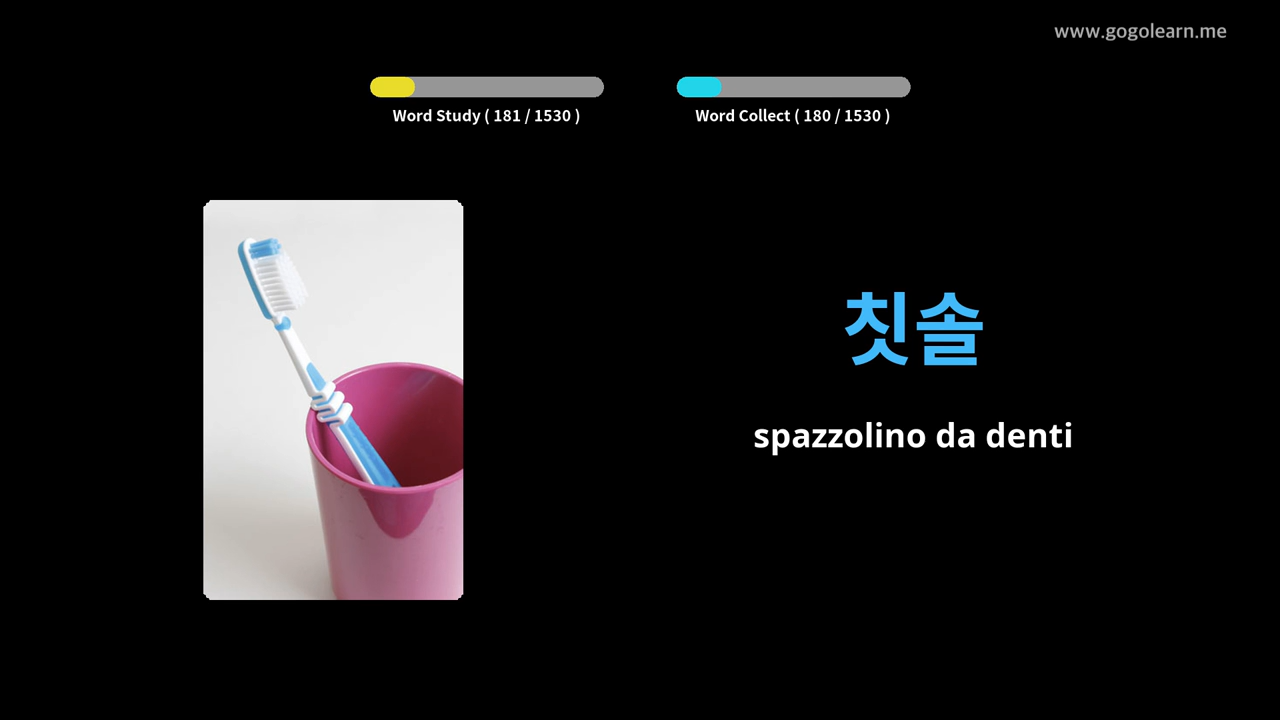 www.gogolearn.me
Word Study ( 181 / 1530 )
Word Collect ( 180 / 1530 )
칫솔
spazzolino da denti